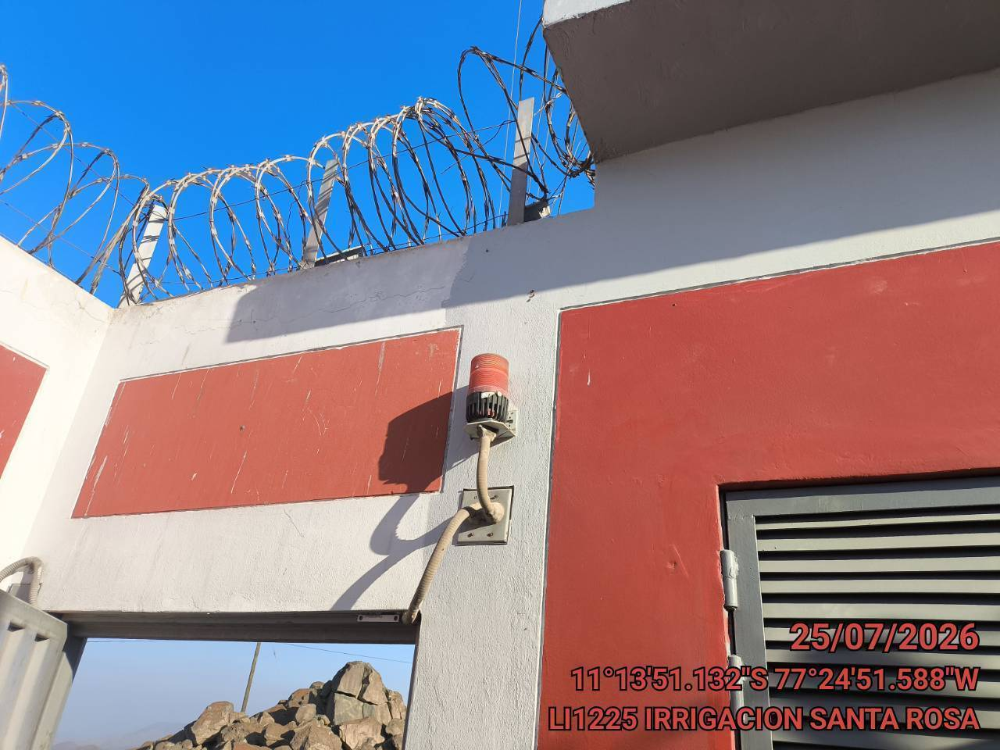 25/07/2026
11°13'51.132"S 77°24'51.588"W
LI1225 IRRIGACION SANTA ROSA